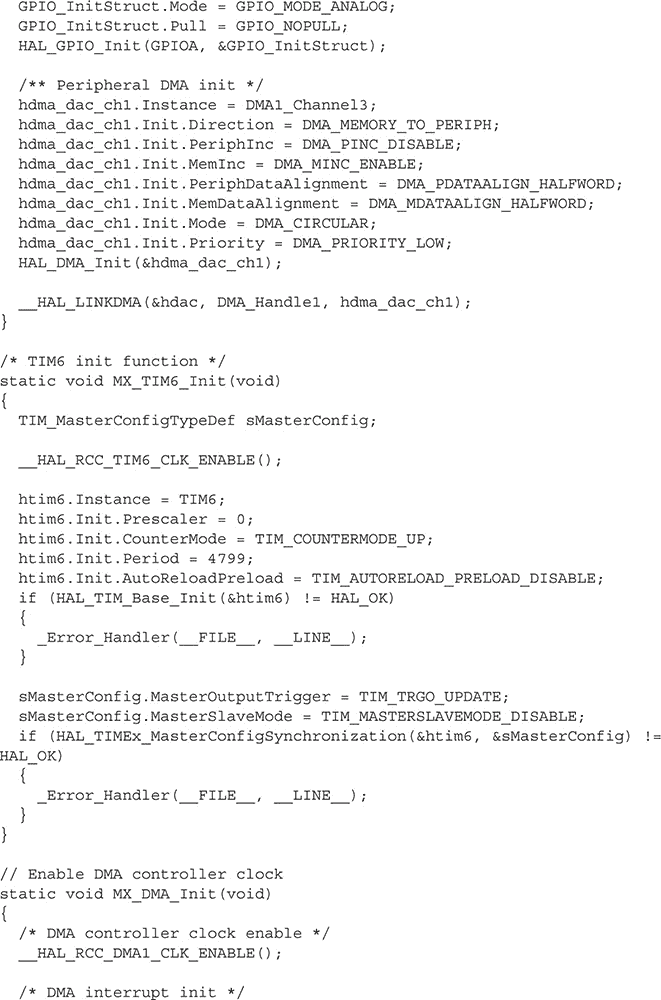 GPIO_InitStruct.Mode = GPIO_MODE_ANALOG;
GPIO_InitStruct.Pull = GPIO_NOPULL;
HAL_GPIO_Init(GPIOA, &GPIO_InitStruct);
/** Peripheral DMA init */
hdma_dac_ch1.Instance = DMA1_Channel3;
hdma_dac_ch1.Init.Direction = DMA_MEMORY_TO_PERIPH;
hdma_dac_ch1.Init.PeriphInc = DMA_PINC_DISABLE;
hdma_dac_ch1.Init.MemInc = DMA_MINC_ENABLE;
hdma_dac_ch1.Init.PeriphDataAlignment = DMA_PDATAALIGN_HALFWORD;
hdma_dac_ch1.Init.MemDataAlignment = DMA_MDATAALIGN_HALFWORD;
hdma_dac_ch1.Init.Mode = DMA_CIRCULAR;
hdma_dac_ch1.Init.Priority = DMA_PRIORITY_LOW;
HAL_DMA_Init(&hdma_dac_ch1);
__HAL_LINKDMA(&hdac, DMA_Handle1, hdma_dac_ch1);
}
/* TIM6 init function */
static void MX_TIM6_Init(void)
{
TIM_MasterConfigTypeDef sMasterConfig;
__HAL_RCC_TIM6_CLK_ENABLE();
htim6.Instance = TIM6;
htim6.Init.Prescaler = 0;
htim6.Init.CounterMode = TIM_COUNTERMODE_UP;
htim6.Init.Period = 4799;
htim6.Init.AutoReloadPreload = TIM_AUTORELOAD_PRELOAD_DISABLE;
if (HAL_TIM_Base_Init(&htim6) != HAL_OK)
{
_Error_Handler(__FILE__, __LINE__);
}
sMasterConfig.MasterOutputTrigger = TIM_TRGO_UPDATE;
sMasterConfig.MasterSlaveMode = TIM_MASTERSLAVEMODE_DISABLE;
if (HAL_TIMEx_MasterConfigSynchronization(&htim6, &sMasterConfig) !=
HAL_OK)
{
_Error_Handler(__FILE__, __LINE__);
}
}
// Enable DMA controller clock
static void MX_DMA_Init(void)
{
/* DMA controller clock enable */
__HAL_RCC_DMA1_CLK_ENABLE();
/* DMA interrupt init */